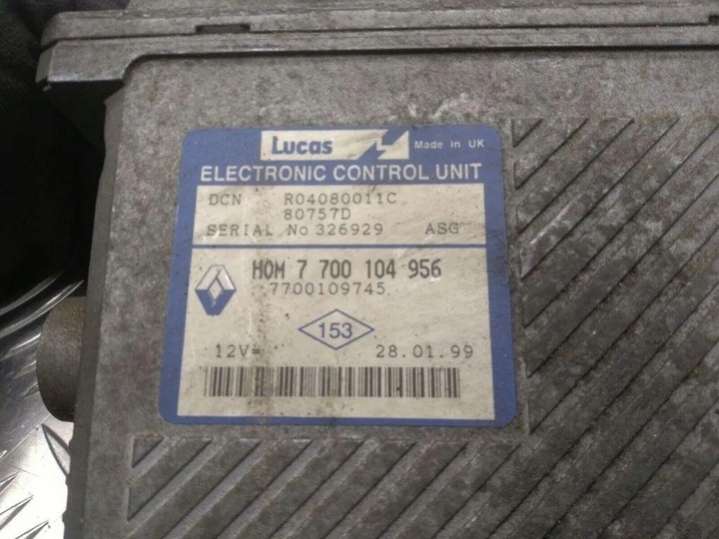 Lucas Made in UK
ELECTRONIC CONTROL UNIT
DCN R04080011C
80757D
SERIAL No 326929 ASG
HOM 7 700 104 956
7700109745
153
12V= 28.01.99